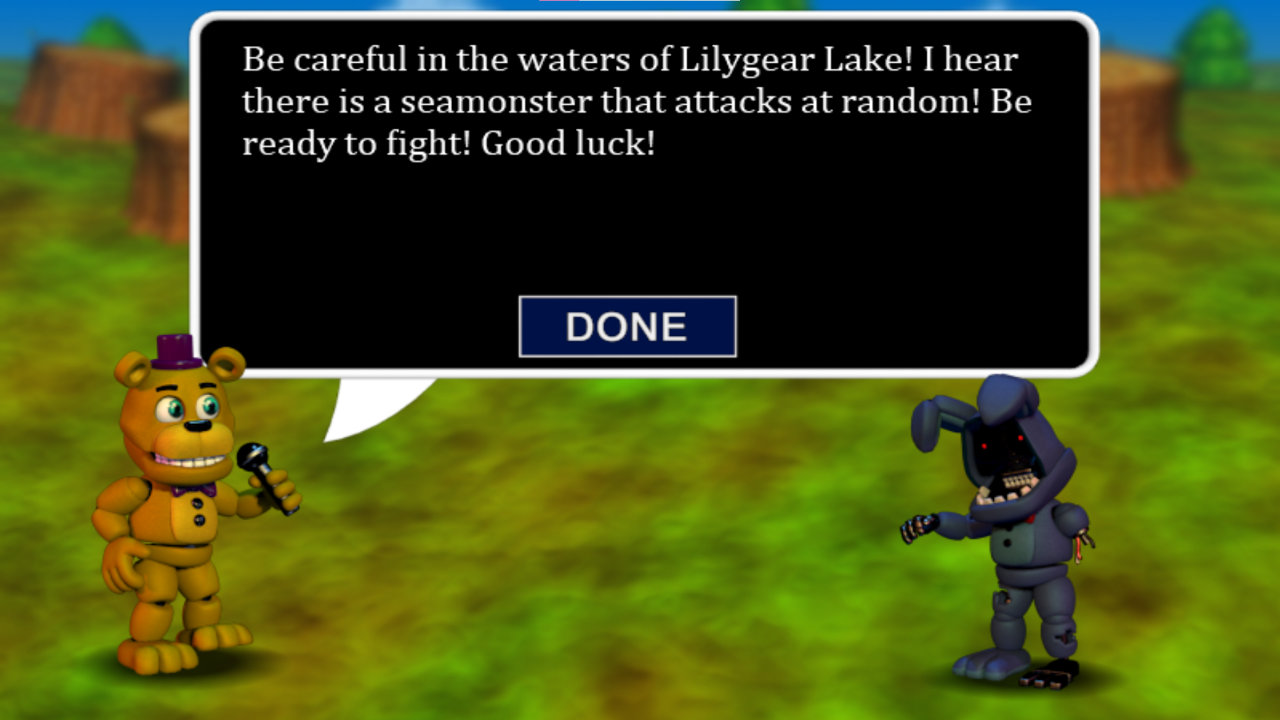 Be careful in the waters of Lilygear Lake! I hear
there is a seamonster that attacks at random! Be
ready to fight! Good luck!
DONE